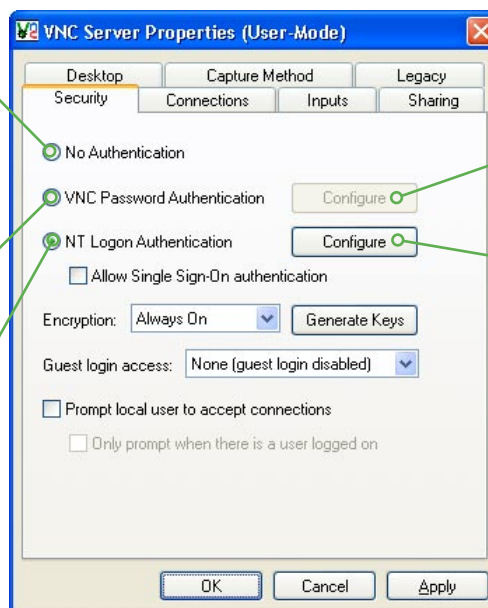 VNC Server Properties (User-Mode)
Desktop Capture Method Legacy
Security Connections Inputs Sharing
No Authentication
VNC Password Authentication Configure
NT Logon Authentication Configure
Allow Single Sign-On authentication
Encryption: Always On Generate Keys
Guest login access: None (guest login disabled)
Prompt local user to accept connections
Only prompt when there is a user logged on
OK Cancel Apply